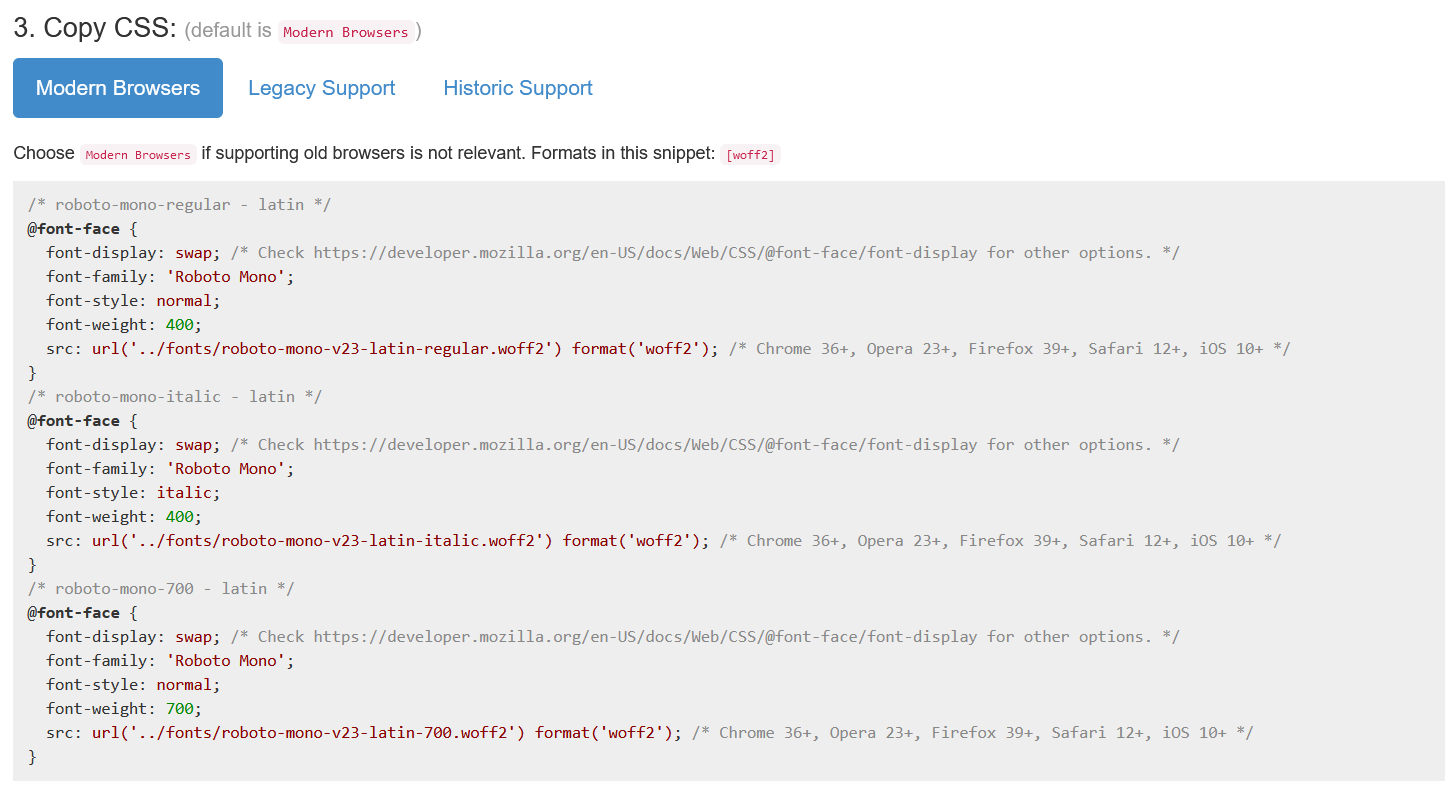 3. Copy CSS: (default is Modern Browsers)
Modern Browsers Legacy Support Historic Support
Choose Modern Browsers if supporting old browsers is not relevant. Formats in this snippet: [woff2]
/* roboto-mono-regular - latin */
@font-face {
  font-display: swap; /* Check https://developer.mozilla.org/en-US/docs/Web/CSS/@font-face/font-display for other options. */
  font-family: 'Roboto Mono';
  font-style: normal;
  font-weight: 400;
  src: url('../fonts/roboto-mono-v23-latin-regular.woff2') format('woff2'); /* Chrome 36+, Opera 23+, Firefox 39+, Safari 12+, iOS 10+ */
}
/* roboto-mono-italic - latin */
@font-face {
  font-display: swap; /* Check https://developer.mozilla.org/en-US/docs/Web/CSS/@font-face/font-display for other options. */
  font-family: 'Roboto Mono';
  font-style: italic;
  font-weight: 400;
  src: url('../fonts/roboto-mono-v23-latin-italic.woff2') format('woff2'); /* Chrome 36+, Opera 23+, Firefox 39+, Safari 12+, iOS 10+ */
}
/* roboto-mono-700 - latin */
@font-face {
  font-display: swap; /* Check https://developer.mozilla.org/en-US/docs/Web/CSS/@font-face/font-display for other options. */
  font-family: 'Roboto Mono';
  font-style: normal;
  font-weight: 700;
  src: url('../fonts/roboto-mono-v23-latin-700.woff2') format('woff2'); /* Chrome 36+, Opera 23+, Firefox 39+, Safari 12+, iOS 10+ */
}